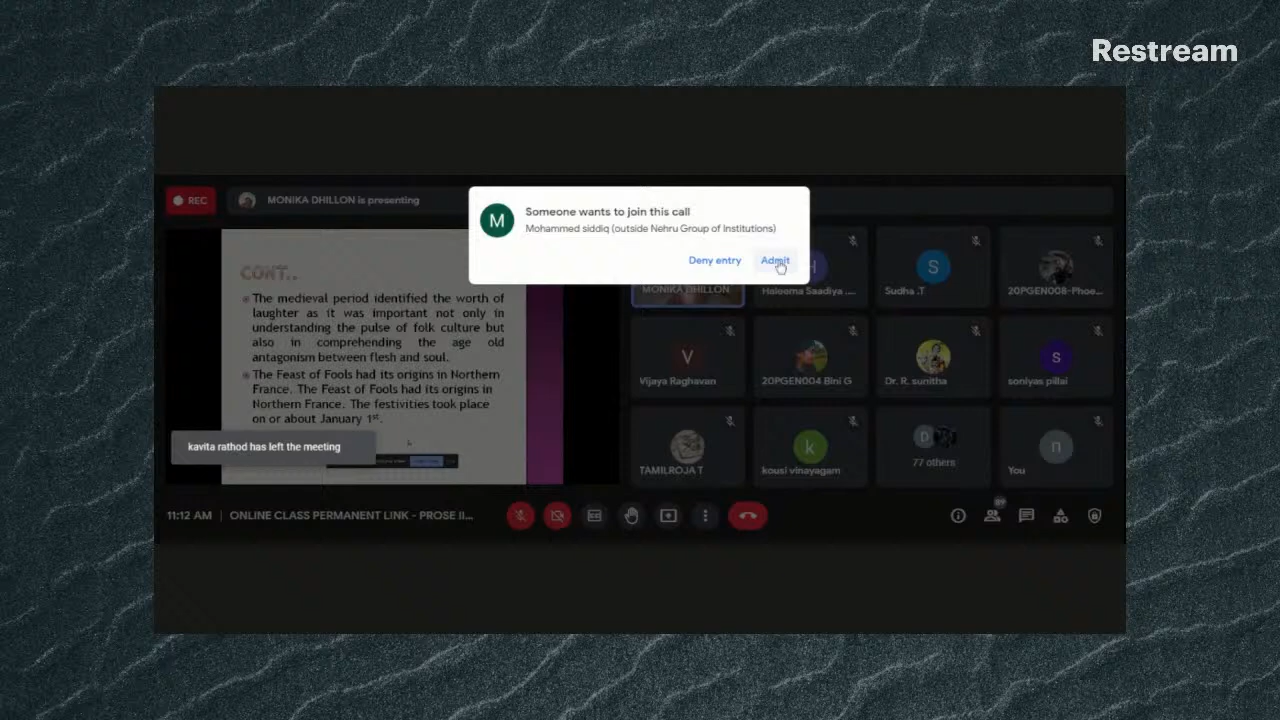 Restream
REC
MONIKA DHILLON is presenting
M
Someone wants to join this call
Mohammed siddiq (outside Nehru Group of Institutions)
Deny entry
Admit
CONT..
The medieval period identified the worth of
laughter as it was important not only in
understanding the pulse of folk culture but
also in comprehending the age old
antagonism between flesh and soul.
The Feast of Fools had its origins in Northern
France. The Feast of Fools had its origins in
Northern France. The festivities took place
on or about January 1st.
kavita rathod has left the meeting
MONIKA DHILLON
H
Haleema Saadiya ....
S
Sudha .T
20PGEN008-Phoe...
V
Vijaya Raghavan
20PGEN004 Bini G
Dr. R. sunitha
s
soniyas pillai
TAMILROJA T
k
kousi vinayagam
D
77 others
n
You
11:12 AM | ONLINE CLASS PERMANENT LINK - PROSE II...
89